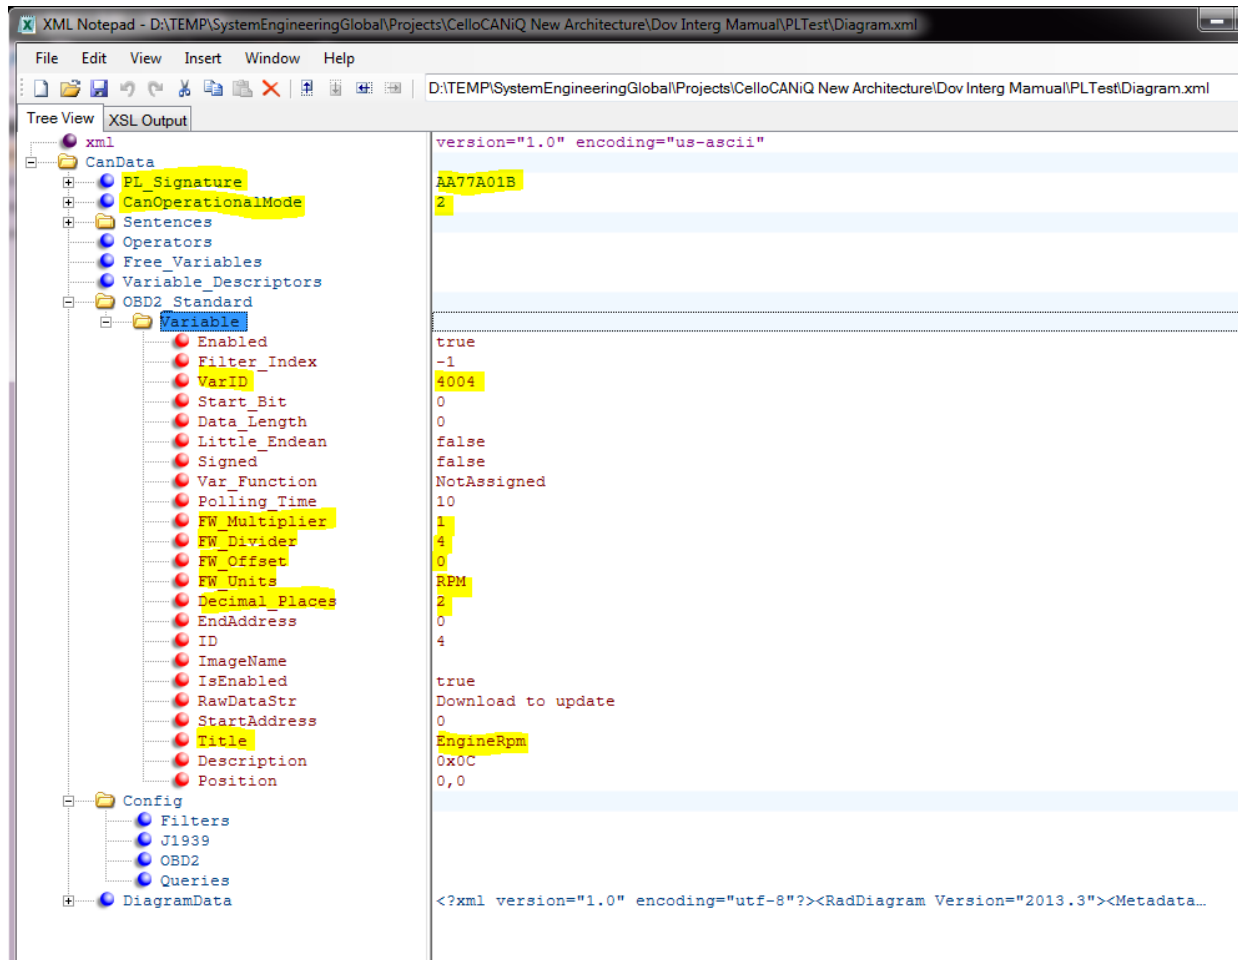 XML Notepad - D:\TEMP\SystemEngineeringGlobal\Projects\CelloCANiQ New Architecture\Dov Interg Mamual\PLTest\Diagram.xml
File Edit View Insert Window Help
D:\TEMP\SystemEngineeringGlobal\Projects\CelloCANiQ New Architecture\Dov Interg Mamual\PLTest\Diagram.xml
Tree View XSL Output
xml version="1.0" encoding="us-ascii"
CanData
PL_Signature AA77A01B
CanOperationalMode 2
Sentences
Operators
Free_Variables
Variable_Descriptors
OBD2_Standard
Variable
Enabled true
Filter_Index -1
VarID 4004
Start_Bit 0
Data_Length 0
Little_Endean false
Signed false
Var_Function NotAssigned
Polling_Time 10
FW_Multiplier 1
FW_Divider 4
FW_Offset 0
FW_Units RPM
Decimal_Places 2
EndAddress 0
ID 4
ImageName
IsEnabled true
RawDataStr Download to update
StartAddress 0
Title EngineRpm
Description 0x0C
Position 0,0
Config
Filters
J1939
OBD2
Queries
DiagramData <?xml version="1.0" encoding="utf-8"?><RadDiagram Version="2013.3"><Metadata…